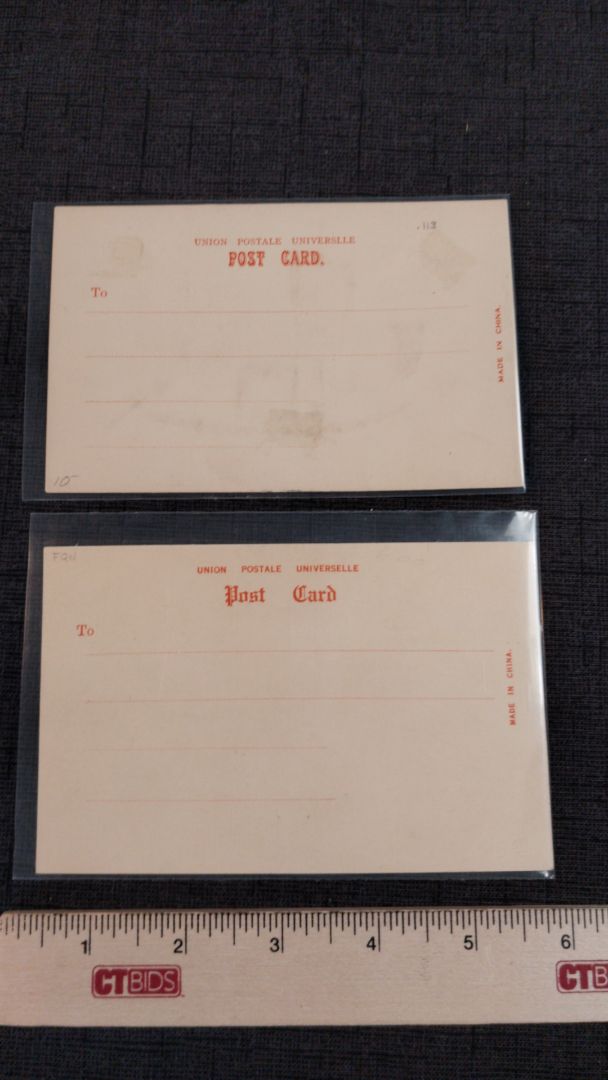 .112
UNION POSTALE UNIVERSLLE
POST CARD.
To
MADE IN CHINA.
10
UNION POSTALE UNIVERSELLE
Post Card
To
MADE IN CHINA.
1 2 3 4 5 6
CTBIDS
CTB